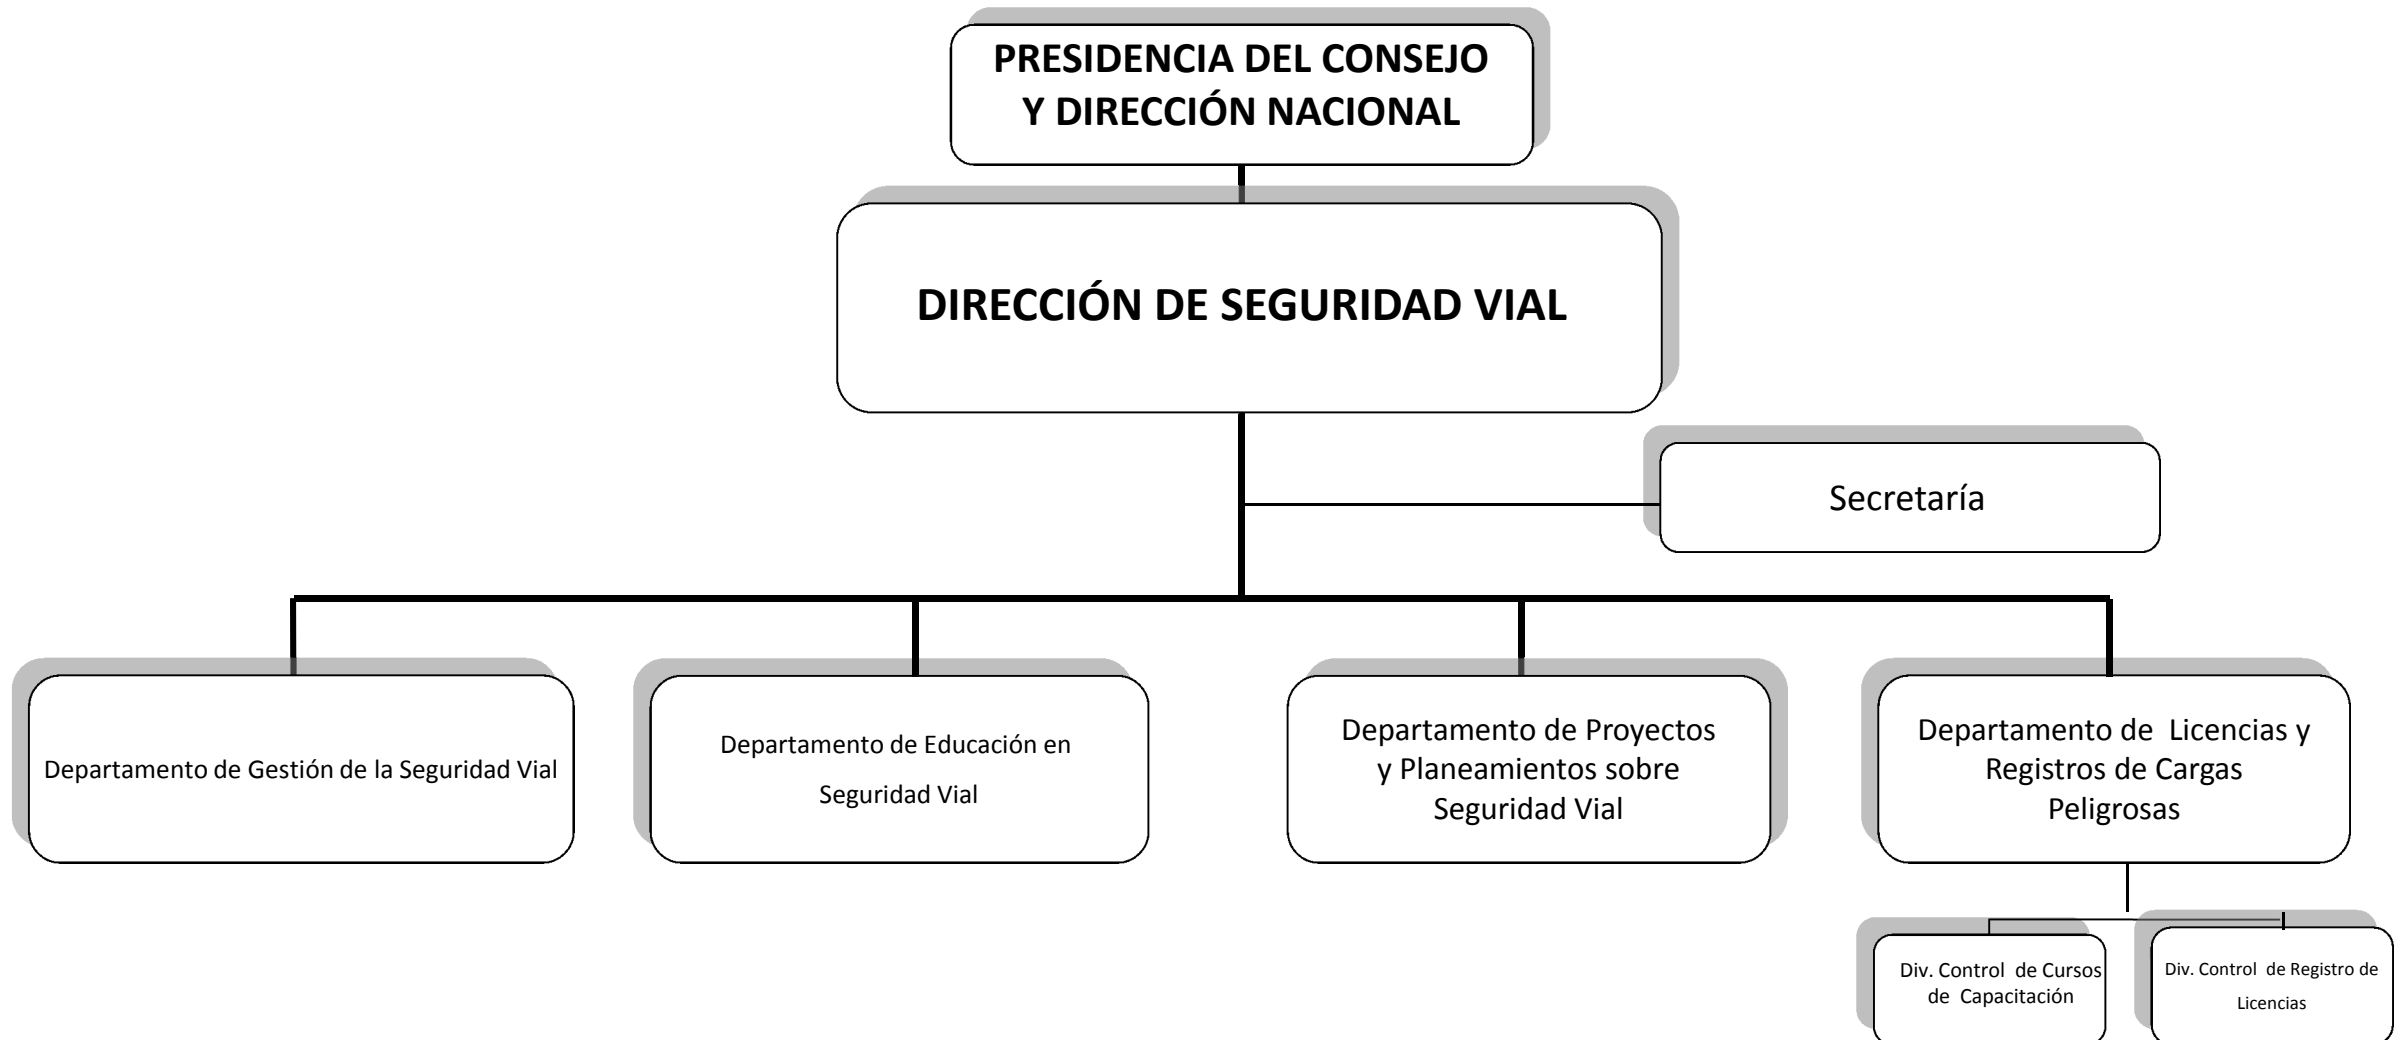 PRESIDENCIA DEL CONSEJO
Y DIRECCIÓN NACIONAL
DIRECCIÓN DE SEGURIDAD VIAL
Secretaría
Departamento de Gestión de la Seguridad Vial
Departamento de Educación en
Seguridad Vial
Departamento de Proyectos
y Planeamientos sobre
Seguridad Vial
Departamento de  Licencias y
Registros de Cargas
Peligrosas
Div. Control  de Cursos
de  Capacitación
Div. Control  de Registro de
Licencias